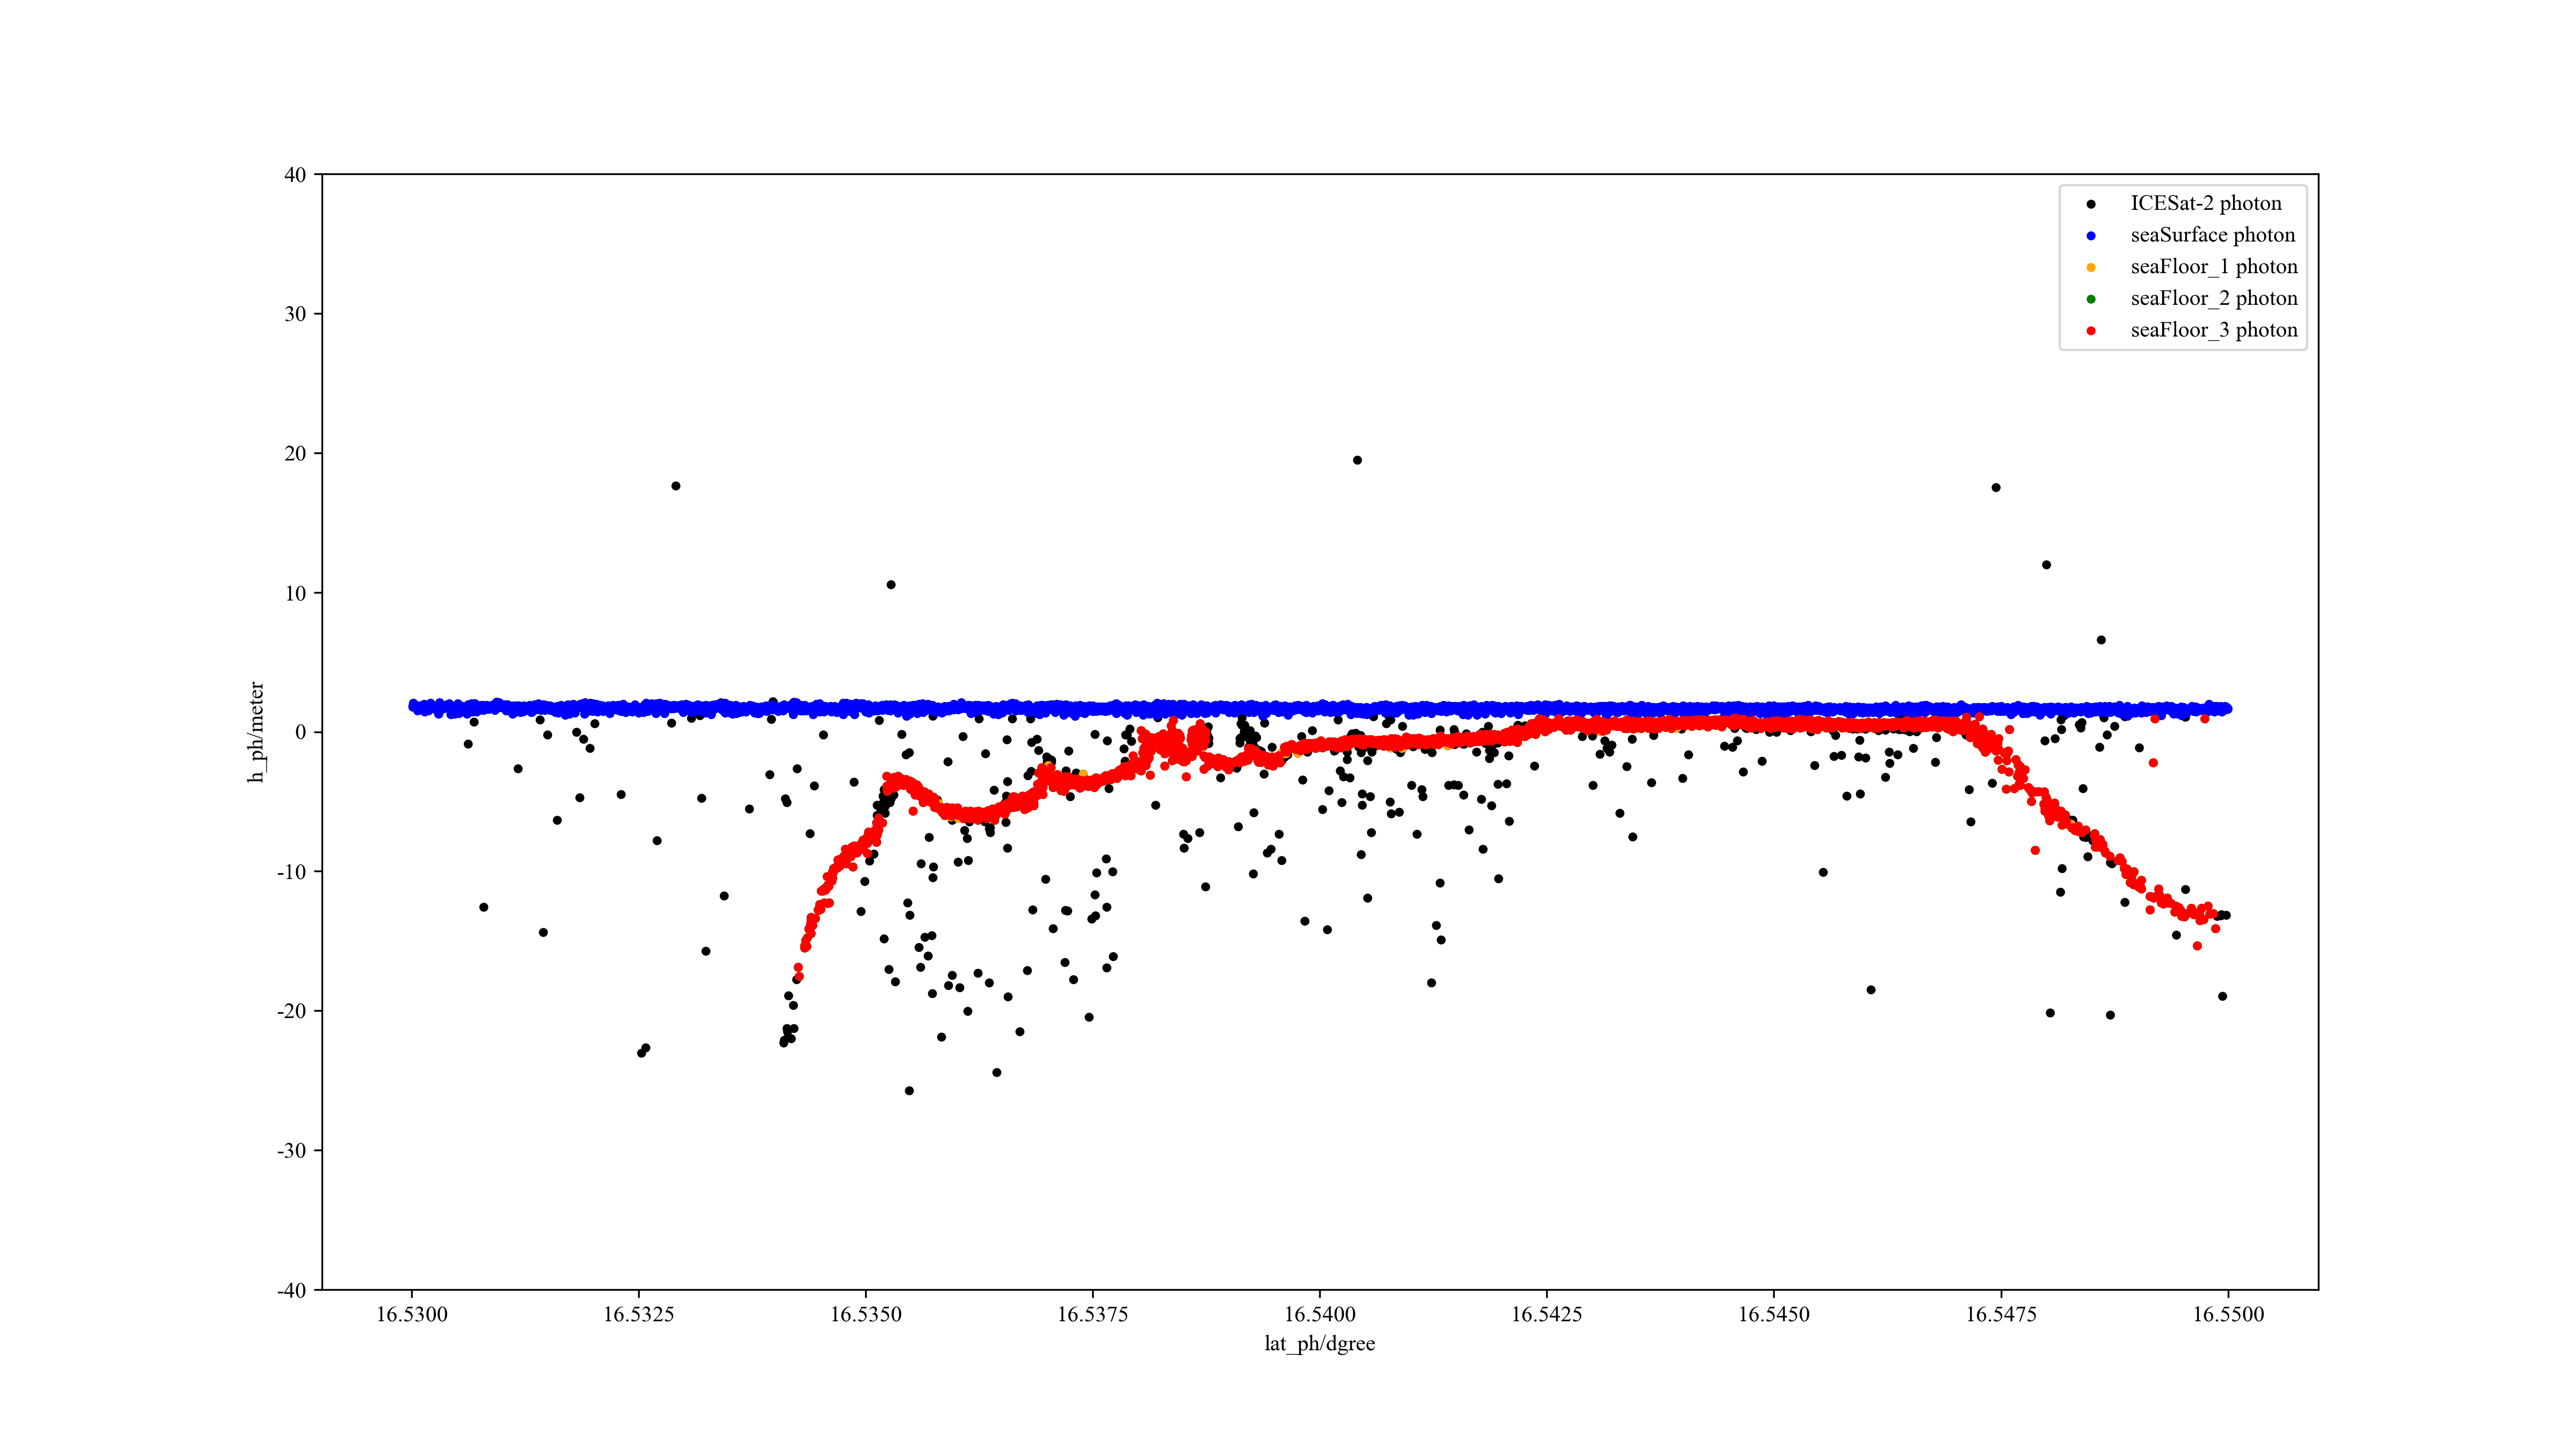 ICESat-2 photon
seaSurface photon
seaFloor_1 photon
seaFloor_2 photon
seaFloor_3 photon
h_ph/meter
40
30
20
10
0
-10
-20
-30
-40
16.5300 16.5325 16.5350 16.5375 16.5400 16.5425 16.5450 16.5475 16.5500
lat_ph/dgree